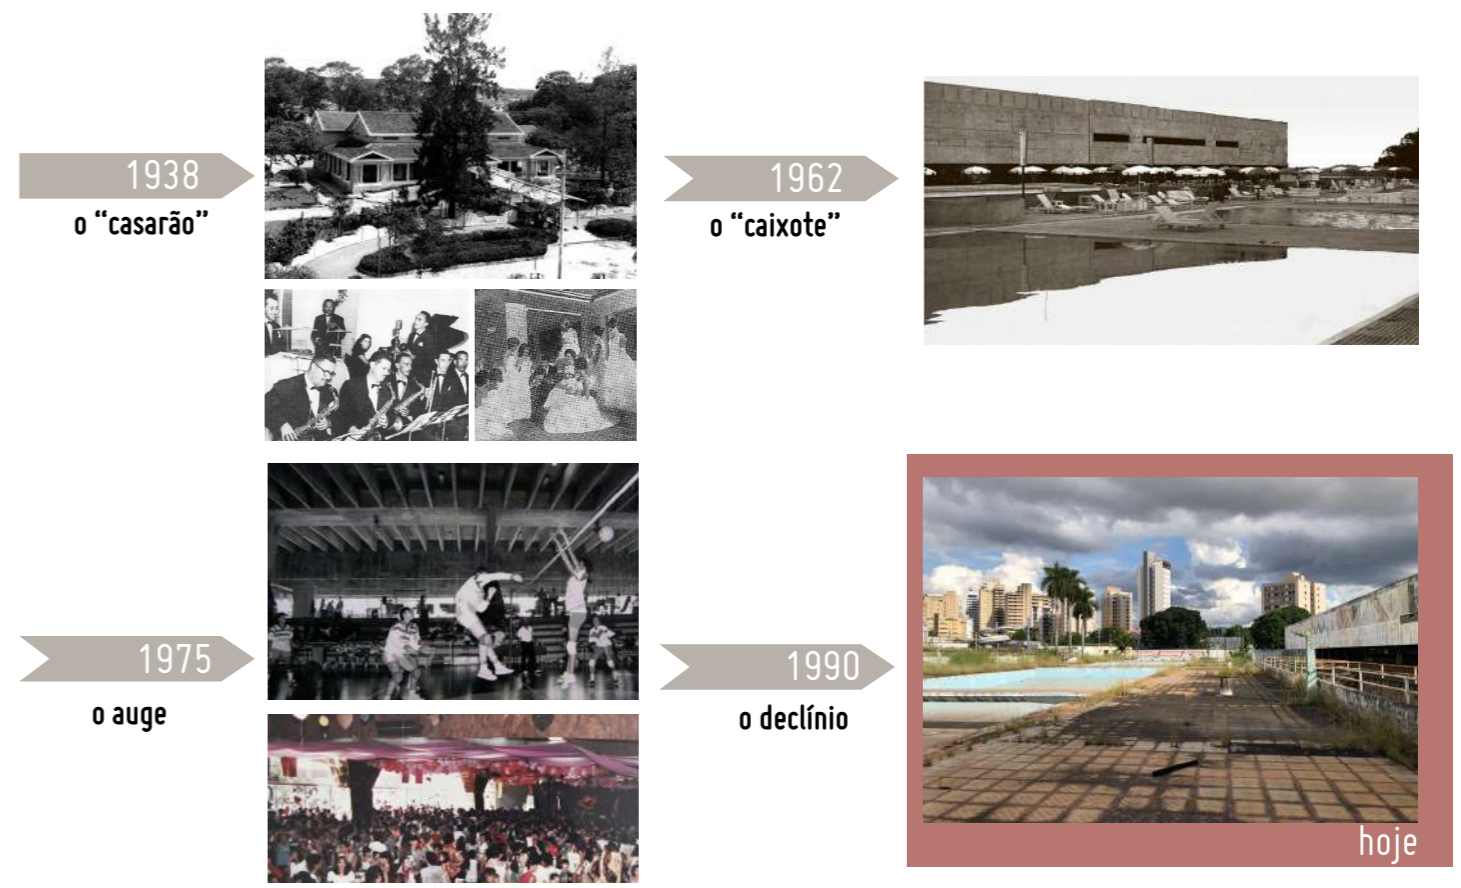 1938
o “casarão”
1962
o “caixote”
1975
o auge
1990
o declínio
hoje